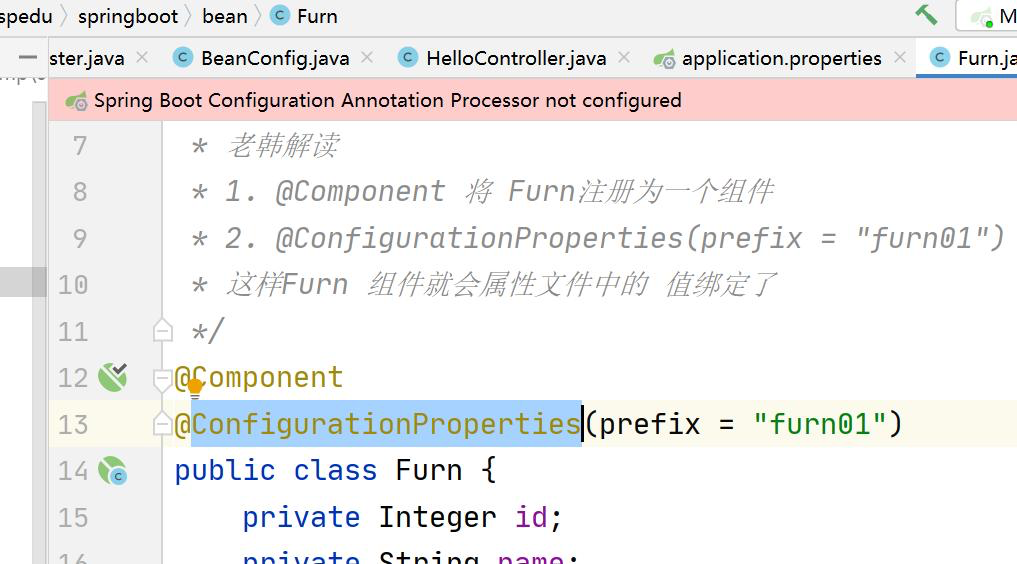 spedu springboot bean Furn M
ster.java BeanConfig.java HelloController.java application.properties Furn.ja
Spring Boot Configuration Annotation Processor not configured
7 * 老韩解读
8 * 1. @Component 将 Furn注册为一个组件
9 * 2. @ConfigurationProperties(prefix = "furn01")
10 * 这样Furn 组件就会属性文件中的 值绑定了
11 */
12 @Component
13 @ConfigurationProperties(prefix = "furn01")
14 public class Furn {
15 private Integer id;
16 private String name;